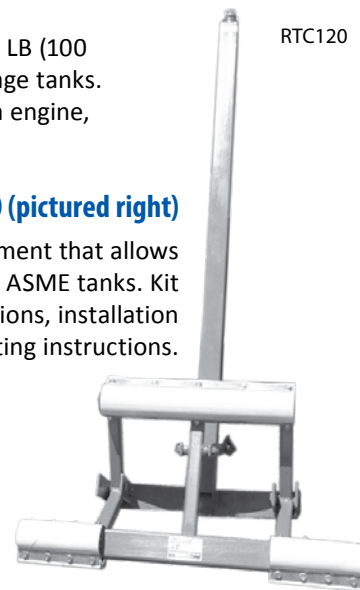 RTC120
LB (100
ge tanks.
engine,
(pictured right)
ment that allows
ASME tanks. Kit
ions, installation
ting instructions.